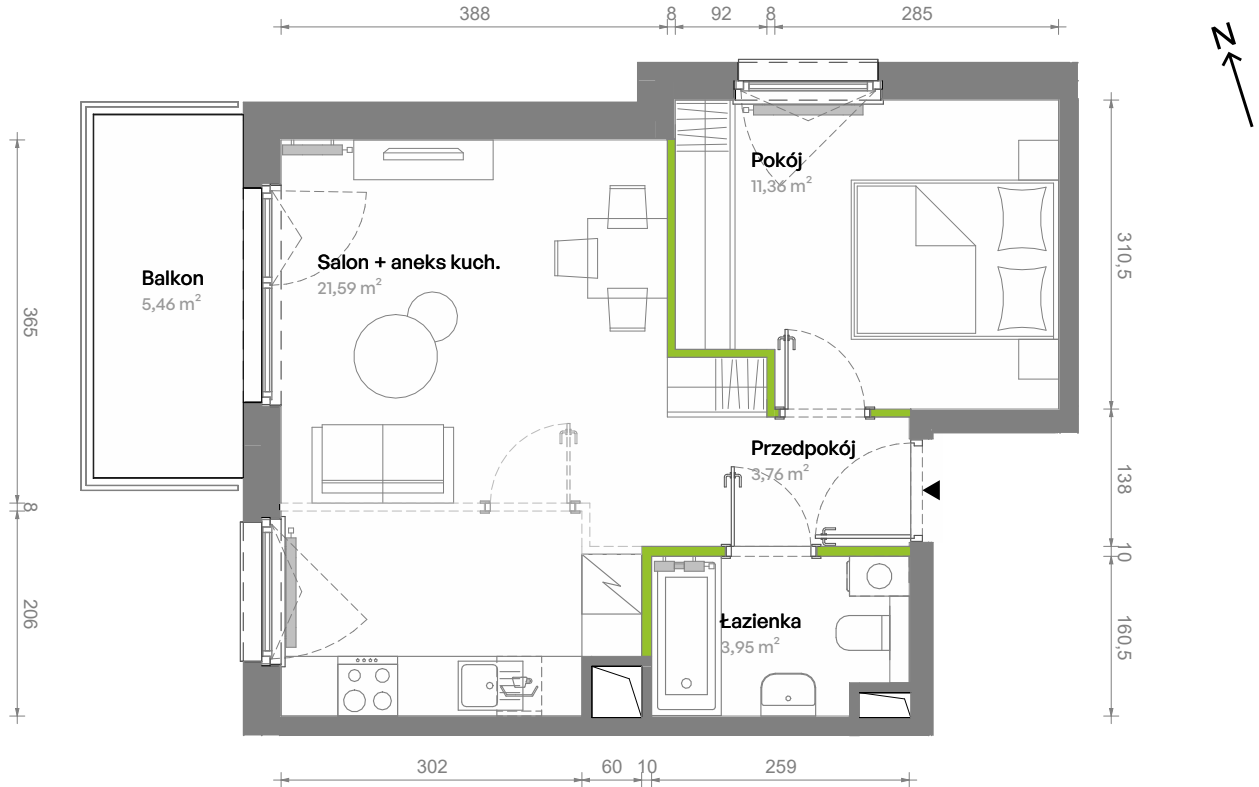 388
8
92
8
285
N
Pokój
11,36 m²
310,5
Salon + aneks kuch.
21,59 m²
Balkon
5,46 m²
365
Przedpokój
3,76 m²
138
8
10
206
Łazienka
3,95 m²
160,5
302
60
10
259